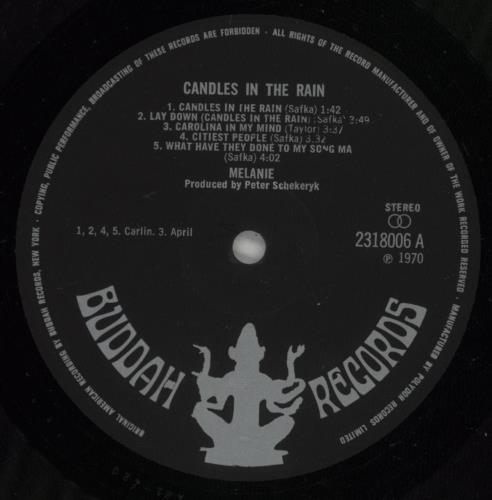 COPYING, PUBLIC PERFORMANCE, BROADCASTING OF THESE RECORDS ARE FORBIDDEN · ALL RIGHTS OF THE RECORD MANUFACTURER AND OF OWNER OF THE WORK RECORDED RESERVED · MANUFACTURED BY POLYDOR RECORDS LIMITED
ORIGINAL AMERICAN RECORDING BY BUDDAH RECORDS, NEW YORK ·
CANDLES IN THE RAIN
1. CANDLES IN THE RAIN (Safka) 1:42
2. LAY DOWN (CANDLES IN THE RAIN) (Safka) 3:49
3. CAROLINA IN MY MIND (Taylor) 3:37
4. CITIEST PEOPLE (Safka) 3.32
5. WHAT HAVE THEY DONE TO MY SONG MA
(Safka) 4:02
MELANIE
Produced by Peter Schekeryk
1, 2, 4, 5. Carlin. 3. April
STEREO
2318006 A
℗ 1970
BUDDAH RECORDS